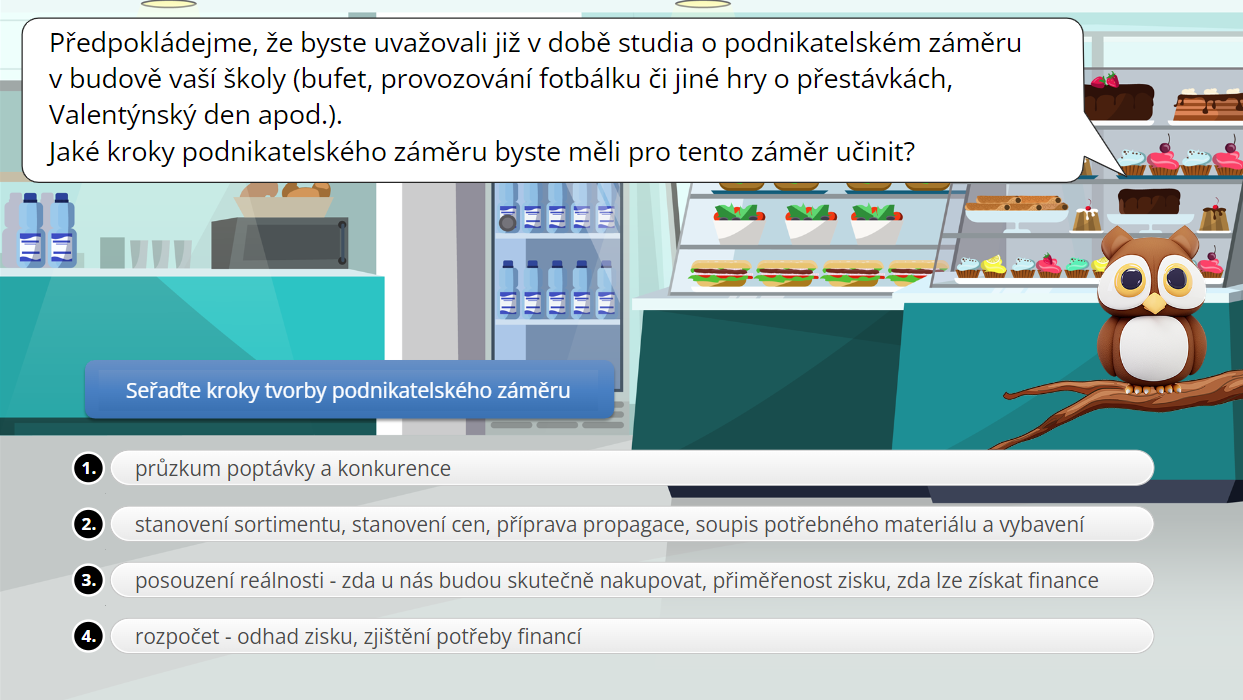 Předpokládejme, že byste uvažovali již v době studia o podnikatelském záměru
v budově vaší školy (bufet, provozování fotbálku či jiné hry o přestávkách,
Valentýnský den apod.).
Jaké kroky podnikatelského záměru byste měli pro tento záměr učinit?
Seřaďte kroky tvorby podnikatelského záměru
1. průzkum poptávky a konkurence
2. stanovení sortimentu, stanovení cen, příprava propagace, soupis potřebného materiálu a vybavení
3. posouzení reálnosti - zda u nás budou skutečně nakupovat, přiměřenost zisku, zda lze získat finance
4. rozpočet - odhad zisku, zjištění potřeby financí